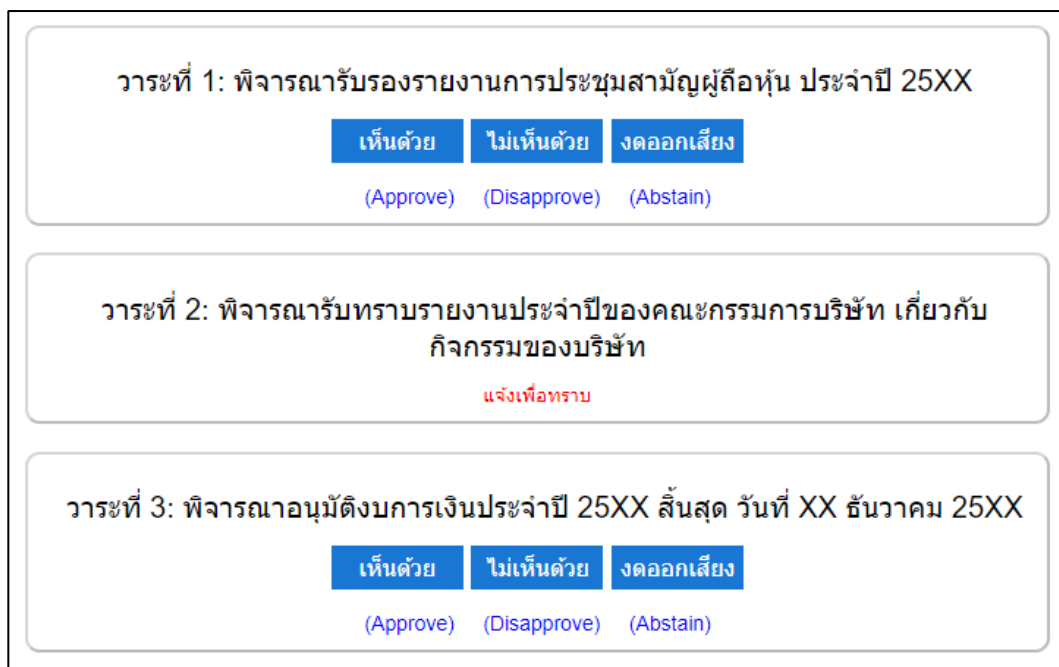 วาระที่ 1: พิจารณารับรองรายงานการประชุมสามัญผู้ถือหุ้น ประจำปี 25XX
เห็นด้วย ไม่เห็นด้วย งดออกเสียง
(Approve) (Disapprove) (Abstain)
วาระที่ 2: พิจารณารับทราบรายงานประจำปีของคณะกรรมการบริษัท เกี่ยวกับ
กิจกรรมของบริษัท
แจ้งเพื่อทราบ
วาระที่ 3: พิจารณาอนุมัติงบการเงินประจำปี 25XX สิ้นสุด วันที่ XX ธันวาคม 25XX
เห็นด้วย ไม่เห็นด้วย งดออกเสียง
(Approve) (Disapprove) (Abstain)